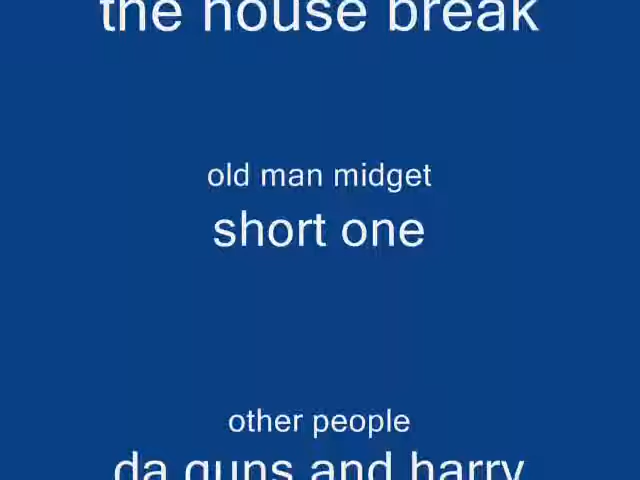 the house break
old man midget
short one
other people
da guns and harry